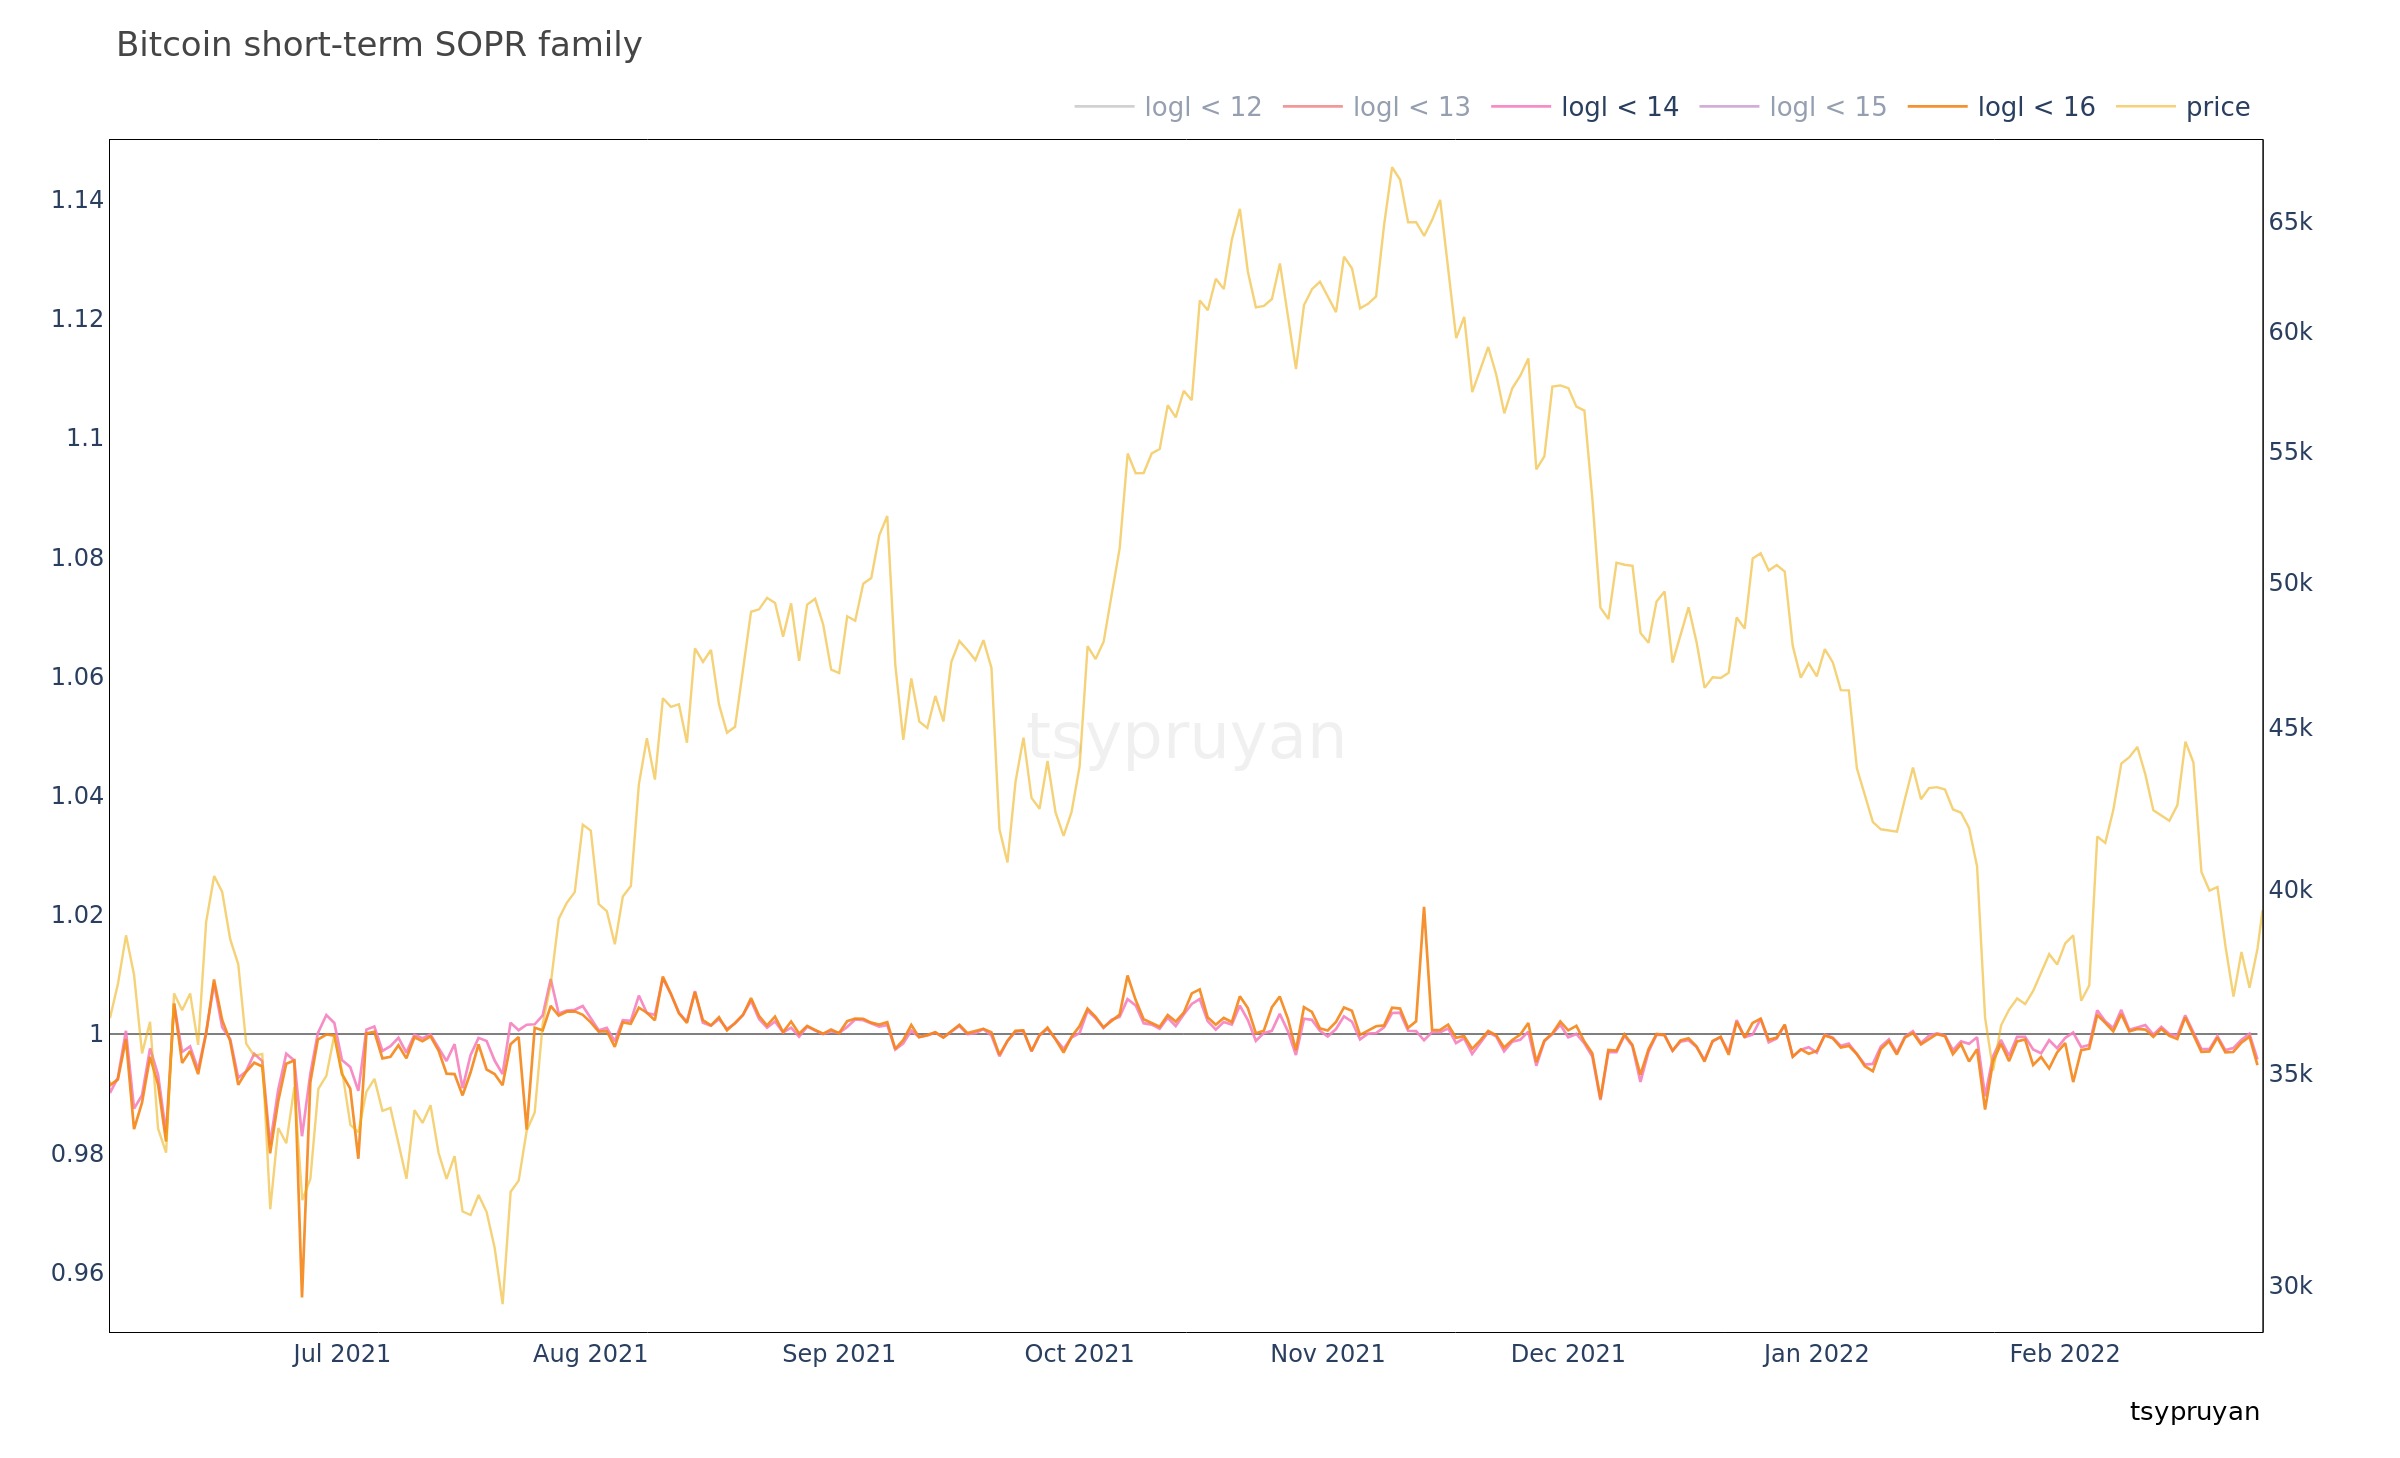 Bitcoin short-term SOPR family
logl < 12 logl < 13 logl < 14 logl < 15 logl < 16 price
1.14
1.12
1.1
1.08
1.06
1.04
1.02
1
0.98
0.96
65k
60k
55k
50k
45k
40k
35k
30k
tsypruyan
Jul 2021 Aug 2021 Sep 2021 Oct 2021 Nov 2021 Dec 2021 Jan 2022 Feb 2022
tsypruyan